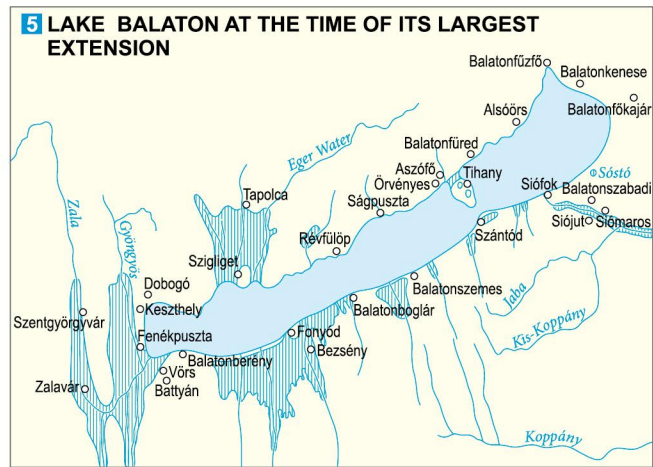 5 LAKE BALATON AT THE TIME OF ITS LARGEST
EXTENSION
Balatonfűzfő
Balatonkenese
Balatonfőkajár
Alsóörs
Balatonfüred
Eger Water
Aszófő
Tihany
Sóstó
Örvényes
Siófok
Balatonszabadi
Tapolca
Ságpuszta
Zala
Siójut
Siómaros
Szántód
Gyöngyös
Révfülöp
Szigliget
Dobogó
Balatonszemes
Jaba
Keszthely
Balatonboglár
Szentgyörgyvár
Kis-Koppány
Fenékpuszta
Fonyód
Bezsény
Balatonberény
Vörs
Zalavár
Battyán
Koppány